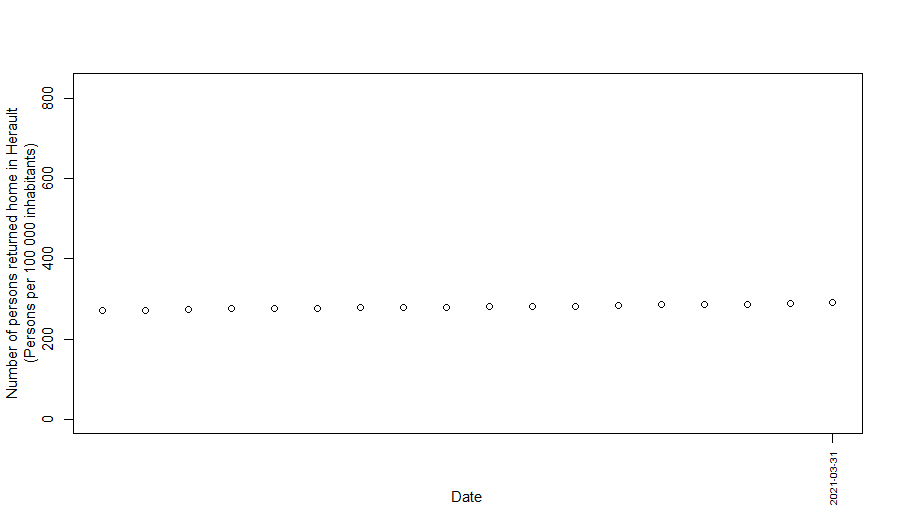 Number of persons returned home in Herault
(Persons per 100 000 inhabitants)
800
600
400
200
0
2021-03-31
Date